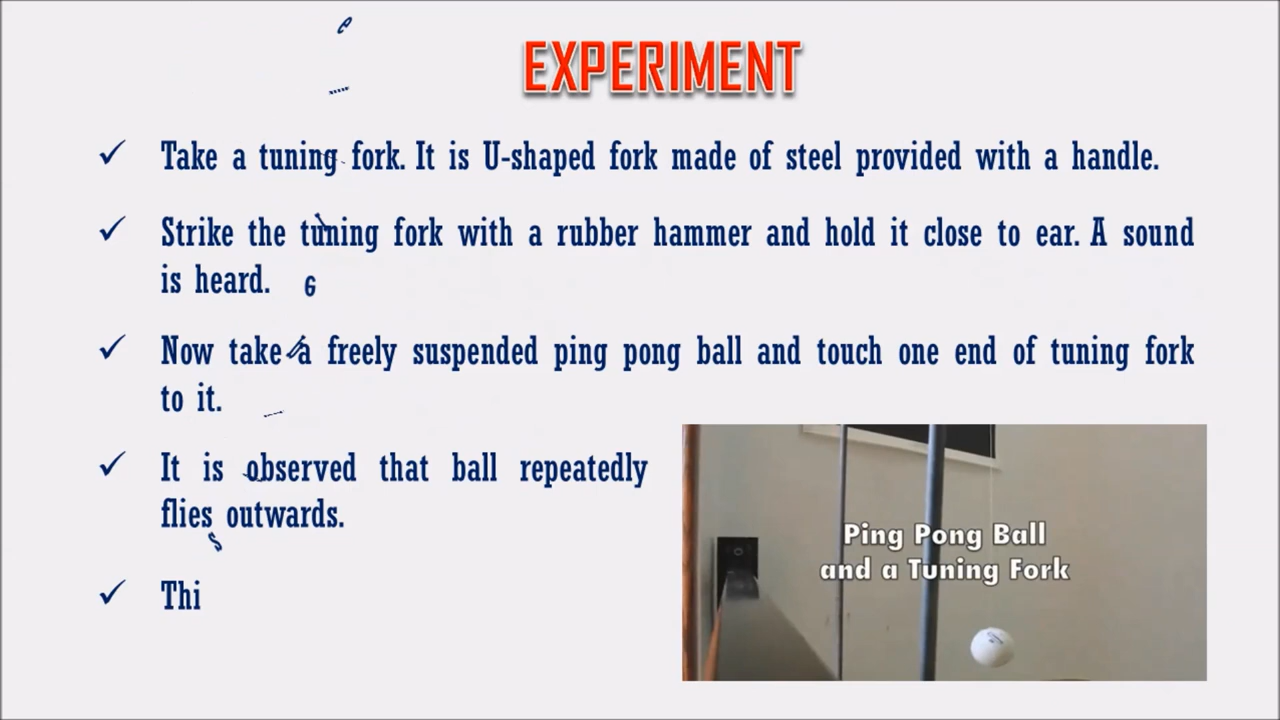 EXPERIMENT
✓ Take a tuning fork. It is U-shaped fork made of steel provided with a handle.
✓ Strike the tuning fork with a rubber hammer and hold it close to ear. A sound
is heard.
✓ Now take a freely suspended ping pong ball and touch one end of tuning fork
to it.
✓ It is observed that ball repeatedly
flies outwards.
✓ Thi
Ping Pong Ball
and a Tuning Fork